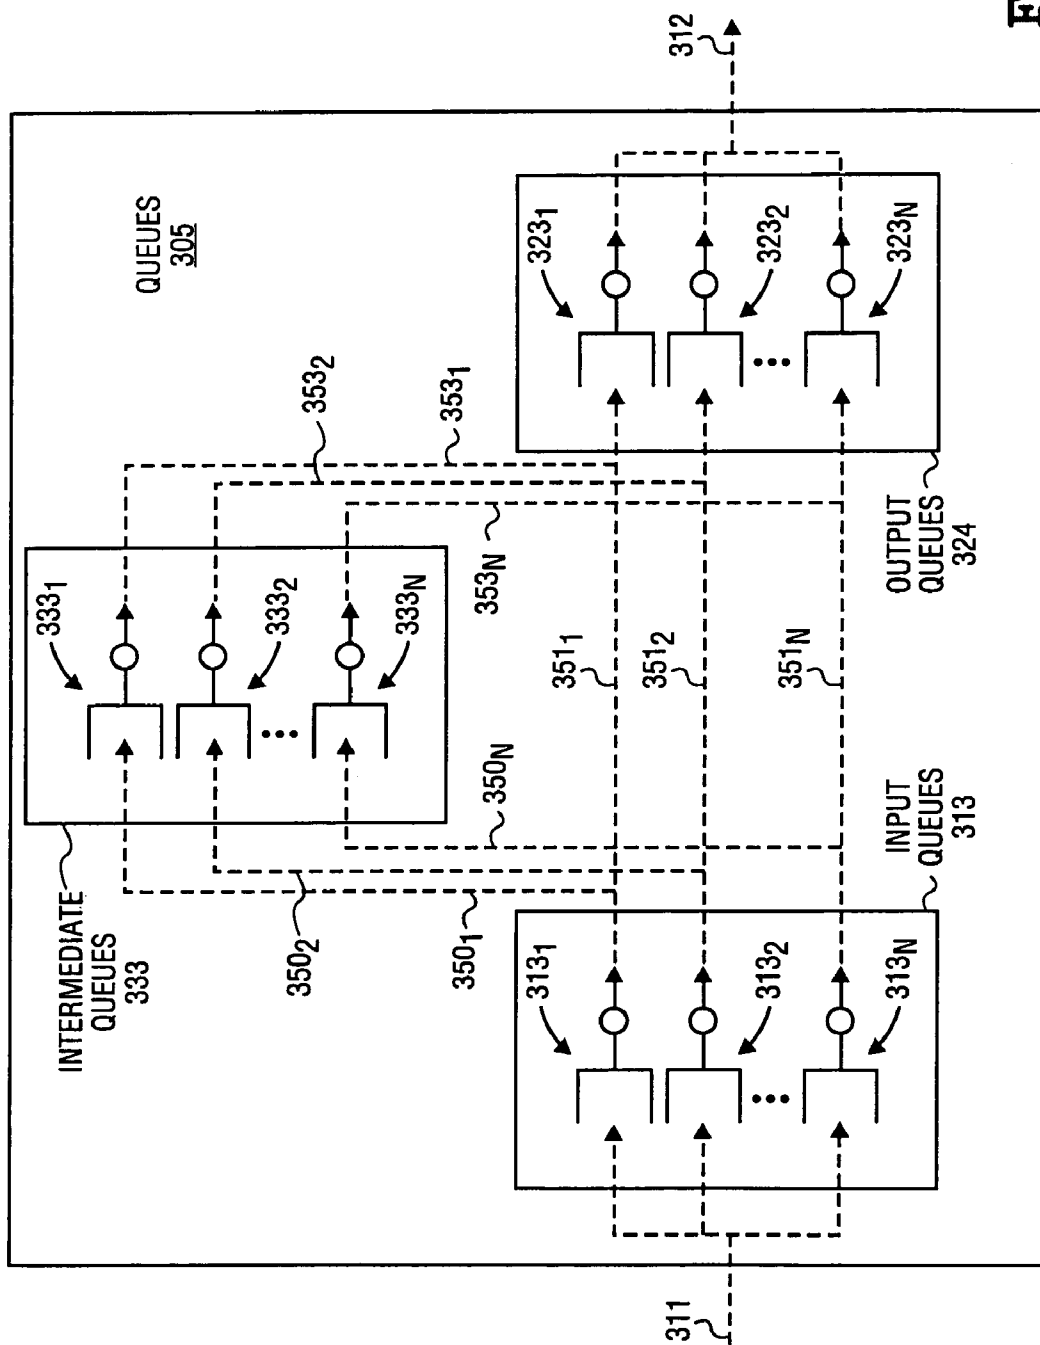 F
312
QUEUES
305
323₁
323₂
323N
353₂
353₁
333₁
333₂
333N
353N
OUTPUT
QUEUES
324
351₁
351₂
351N
350N
INPUT
QUEUES
313
INTERMEDIATE
QUEUES
333
350₂
350₁
313₁
313₂
313N
311